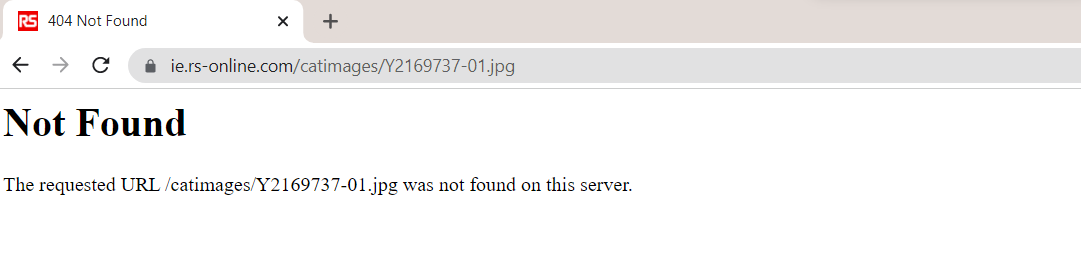 RS 404 Not Found
ie.rs-online.com/catimages/Y2169737-01.jpg
Not Found
The requested URL /catimages/Y2169737-01.jpg was not found on this server.